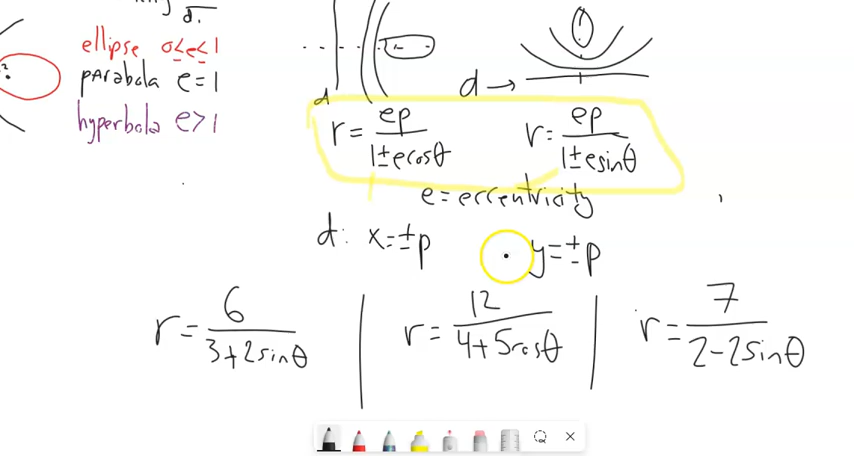 d.
ellipse 0≤e<1
parabola e=1
hyperbola e>1
d
d →
r = ep / 1±ecosθ
r = ep / 1±esinθ
e = eccentricity
d: x=±p
y=±p
r = 6 / 3+2sinθ
r = 12 / 4+5cosθ
r = 7 / 2-2sinθ